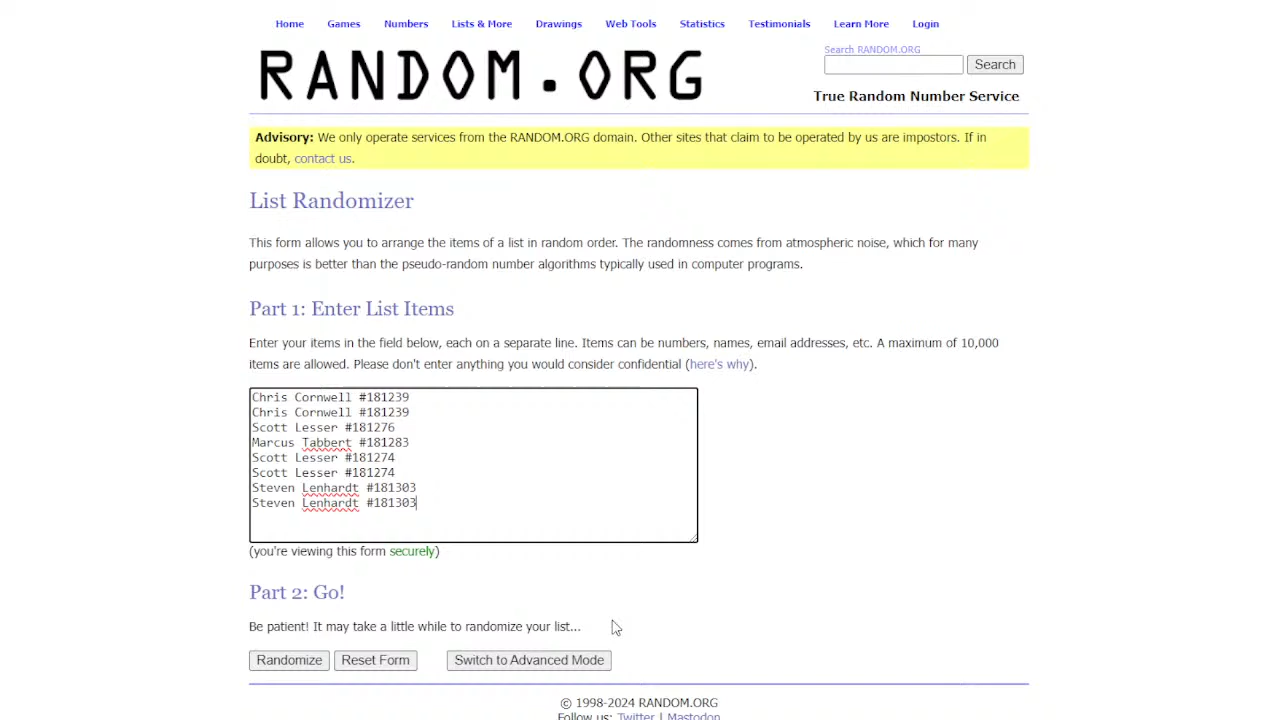 Home Games Numbers Lists & More Drawings Web Tools Statistics Testimonials Learn More Login
RANDOM.ORG
Search RANDOM.ORG
Search
True Random Number Service
Advisory: We only operate services from the RANDOM.ORG domain. Other sites that claim to be operated by us are impostors. If in
doubt, contact us.
List Randomizer
This form allows you to arrange the items of a list in random order. The randomness comes from atmospheric noise, which for many
purposes is better than the pseudo-random number algorithms typically used in computer programs.
Part 1: Enter List Items
Enter your items in the field below, each on a separate line. Items can be numbers, names, email addresses, etc. A maximum of 10,000
items are allowed. Please don't enter anything you would consider confidential (here's why).
Chris Cornwell #181239
Chris Cornwell #181239
Scott Lesser #181276
Marcus Tabbert #181283
Scott Lesser #181274
Scott Lesser #181274
Steven Lenhardt #181303
Steven Lenhardt #181303
(you're viewing this form securely)
Part 2: Go!
Be patient! It may take a little while to randomize your list...
Randomize Reset Form Switch to Advanced Mode
© 1998-2024 RANDOM.ORG
Follow us: Twitter | Mastodon